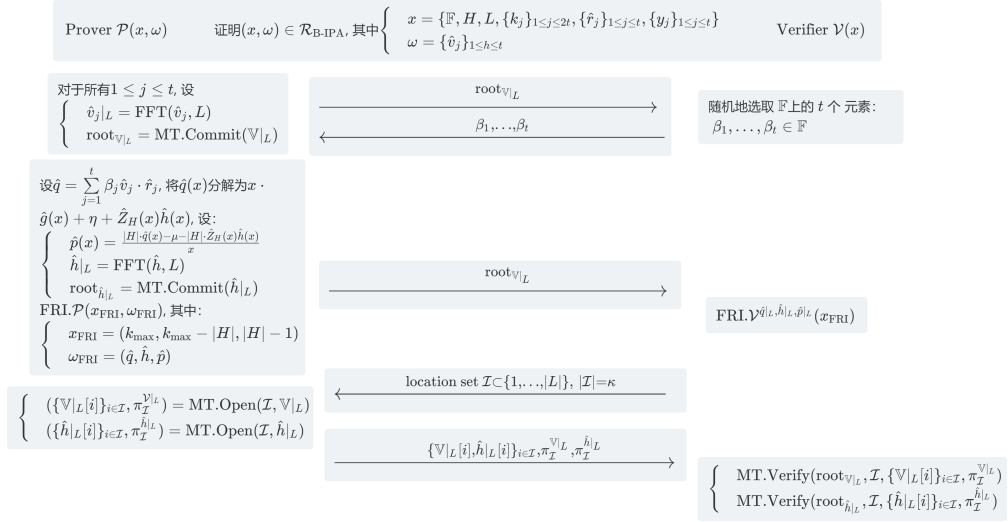 Prover 𝒫(x, ω) 证明(x, ω) ∈ ℛ_B-IPA, 其中 { x = {𝔽, H, L, {k_j}_{1≤j≤2t}, {r̂_j}_{1≤j≤t}, {y_j}_{1≤j≤t}} Verifier 𝒱(x)
ω = {v̂_j}_{1≤h≤t}
对于所有1 ≤ j ≤ t, 设
{ v̂_j|_L = FFT(v̂_j, L)
root_{𝕍|_L} = MT.Commit(𝕍|_L)
root_{𝕍|_L}
β_1,…,β_t
随机地选取 𝔽上的 t 个 元素:
β_1, … , β_t ∈ 𝔽
设q̂ = ∑_{j=1}^{t} β_j v̂_j · r̂_j, 将q̂(x)分解为x ·
ĝ(x) + η + Ẑ_H(x)ĥ(x), 设:
{ p̂(x) = \frac{|H|·q̂(x)−μ−|H|·Ẑ_H(x)ĥ(x)}{x}
ĥ|_L = FFT(ĥ, L)
root_{ĥ|_L} = MT.Commit(ĥ|_L)
FRI.𝒫(x_FRI, ω_FRI), 其中:
{ x_FRI = (k_max, k_max − |H|, |H| − 1)
ω_FRI = (q̂, ĥ, p̂)
root_{𝕍|_L}
FRI.𝒱^{q̂|_L, ĥ|_L, p̂|_L}(x_FRI)
location set ℐ⊂{1,…,|L|}, |ℐ|=κ
{ ({𝕍|_L[i]}_{i∈ℐ}, π_ℐ^{𝒱|_L}) = MT.Open(ℐ, 𝕍|_L)
({ĥ|_L[i]}_{i∈ℐ}, π_ℐ^{ĥ|_L}) = MT.Open(ℐ, ĥ|_L)
{𝕍|_L[i],ĥ|_L[i]}_{i∈ℐ},π_ℐ^{𝕍|_L},π_ℐ^{ĥ|_L}
{ MT.Verify(root_{𝕍|_L}, ℐ, {𝕍|_L[i]}_{i∈ℐ}, π_ℐ^{𝕍|_L})
MT.Verify(root_{ĥ|_L}, ℐ, {ĥ|_L[i]}_{i∈ℐ}, π_ℐ^{ĥ|_L})